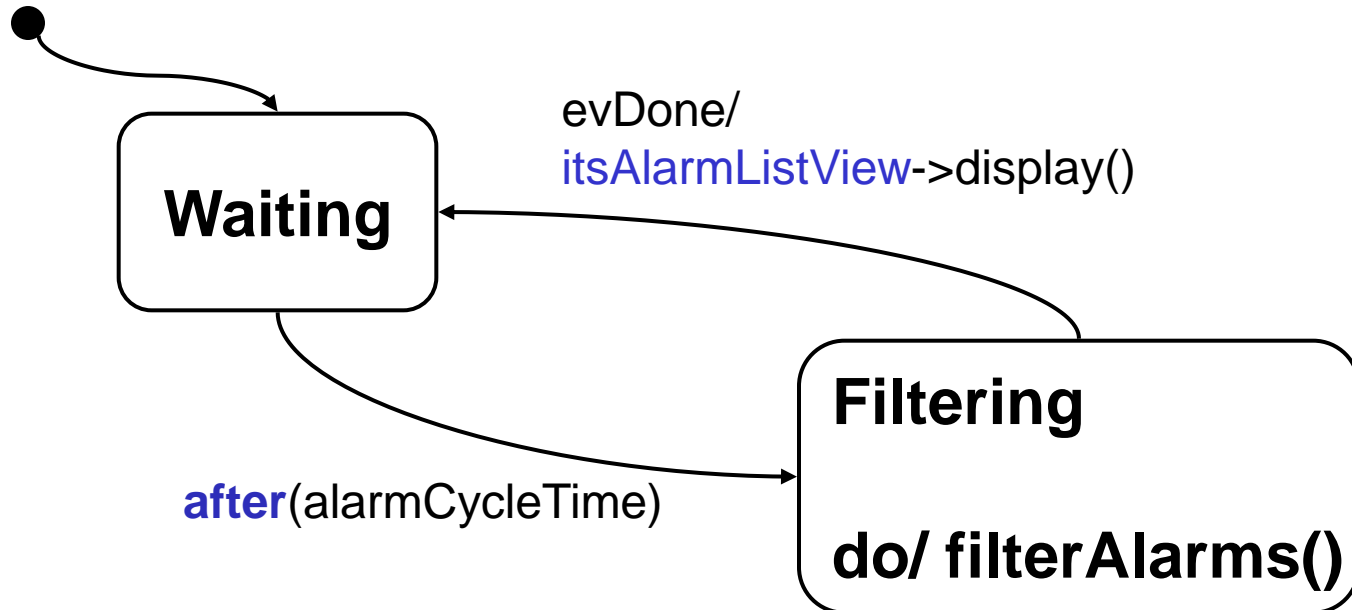 evDone/
itsAlarmListView->display()
Waiting
Filtering
after(alarmCycleTime)
do/ filterAlarms()